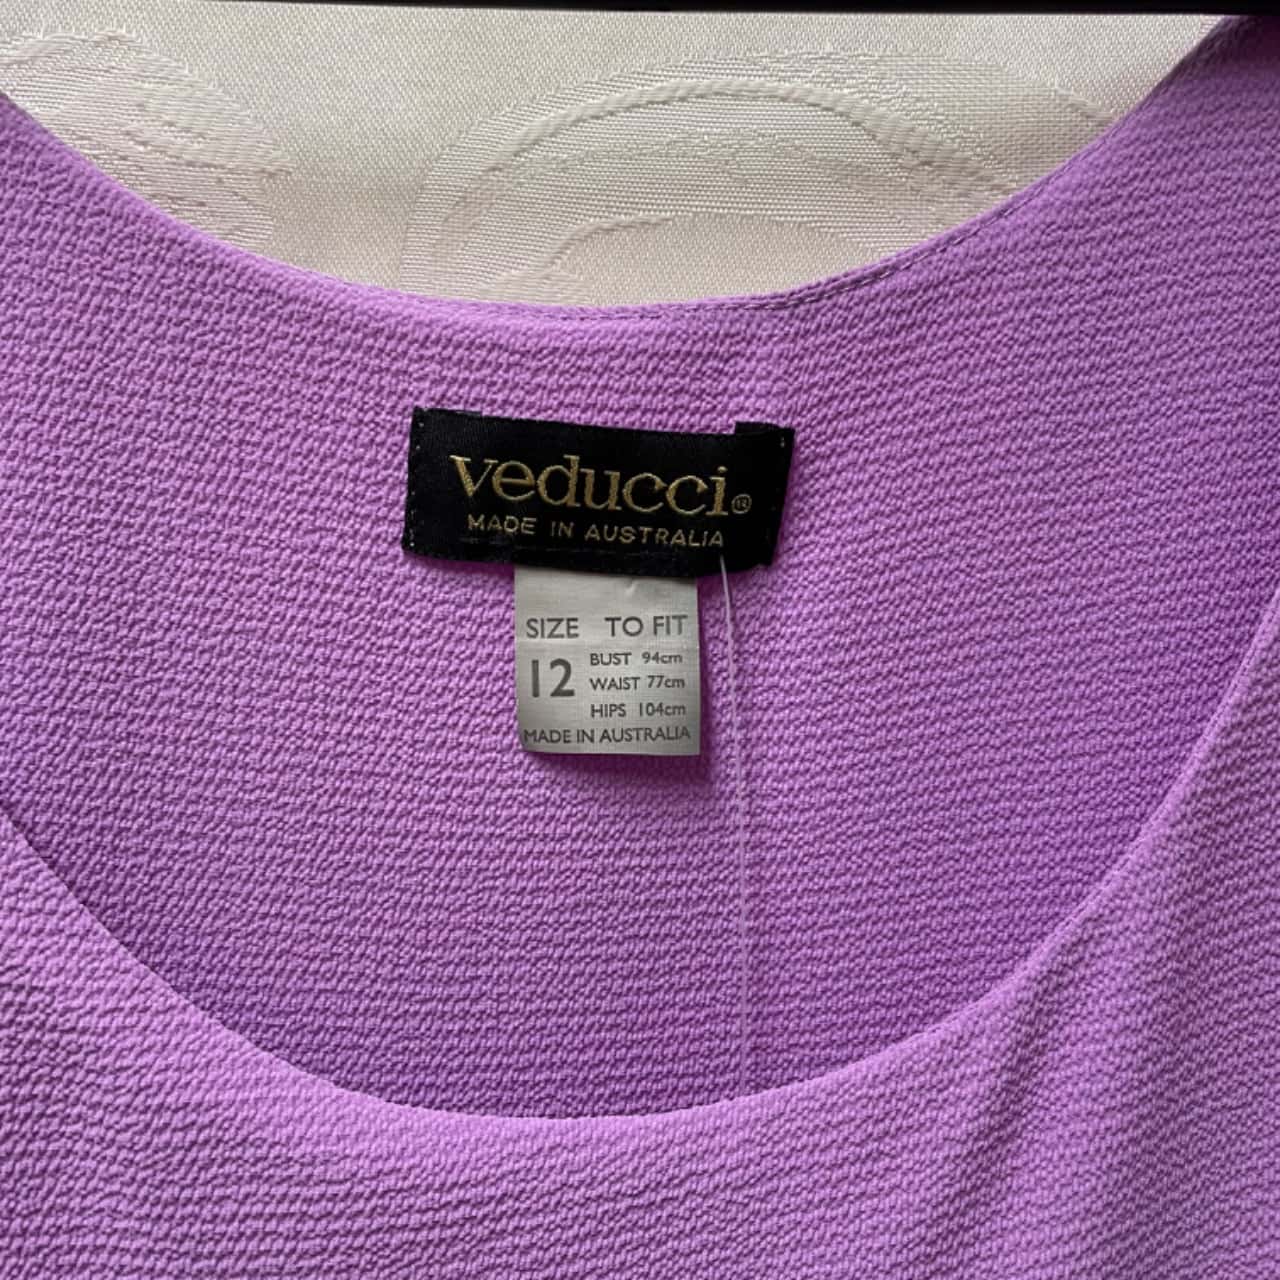 veducci®
MADE IN AUSTRALIA
SIZE TO FIT
12
BUST 94cm
WAIST 77cm
HIPS 104cm
MADE IN AUSTRALIA